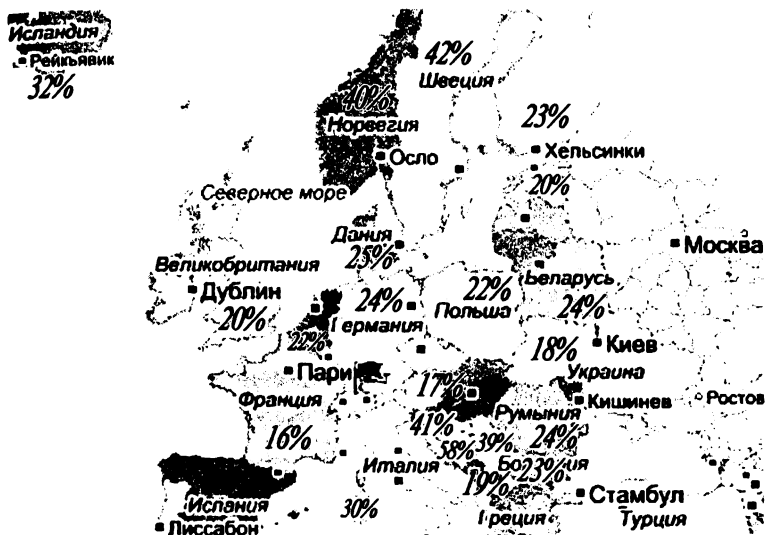 Исландия
Рейкьявик
32%
42%
Швеция
40%
Норвегия
Осло
23%
Хельсинки
20%
Северное море
Дания
25%
Москва
Великобритания
Дублин
20%
24%
Германия
22%
Польша
Беларусь
24%
22%
18%
Киев
Украина
Пари
Франция
17%
Румыния
Кишинев
Ростов
16%
41%
58%
39%
24%
Италия
23%
19%
Испания
30%
Греция
Стамбул
Турция
Лиссабон